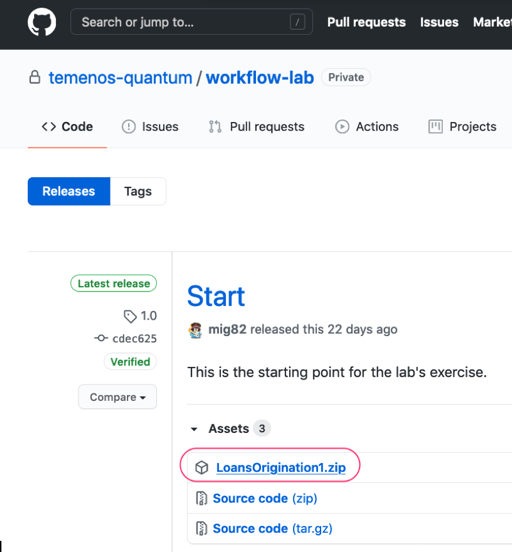 Search or jump to... / Pull requests Issues Market
temenos-quantum / workflow-lab Private
<> Code Issues Pull requests Actions Projects
Releases Tags
Latest release
1.0
cdec625
Verified
Compare
Start
mig82 released this 22 days ago
This is the starting point for the lab's exercise.
Assets 3
LoansOrigination1.zip
Source code (zip)
Source code (tar.gz)